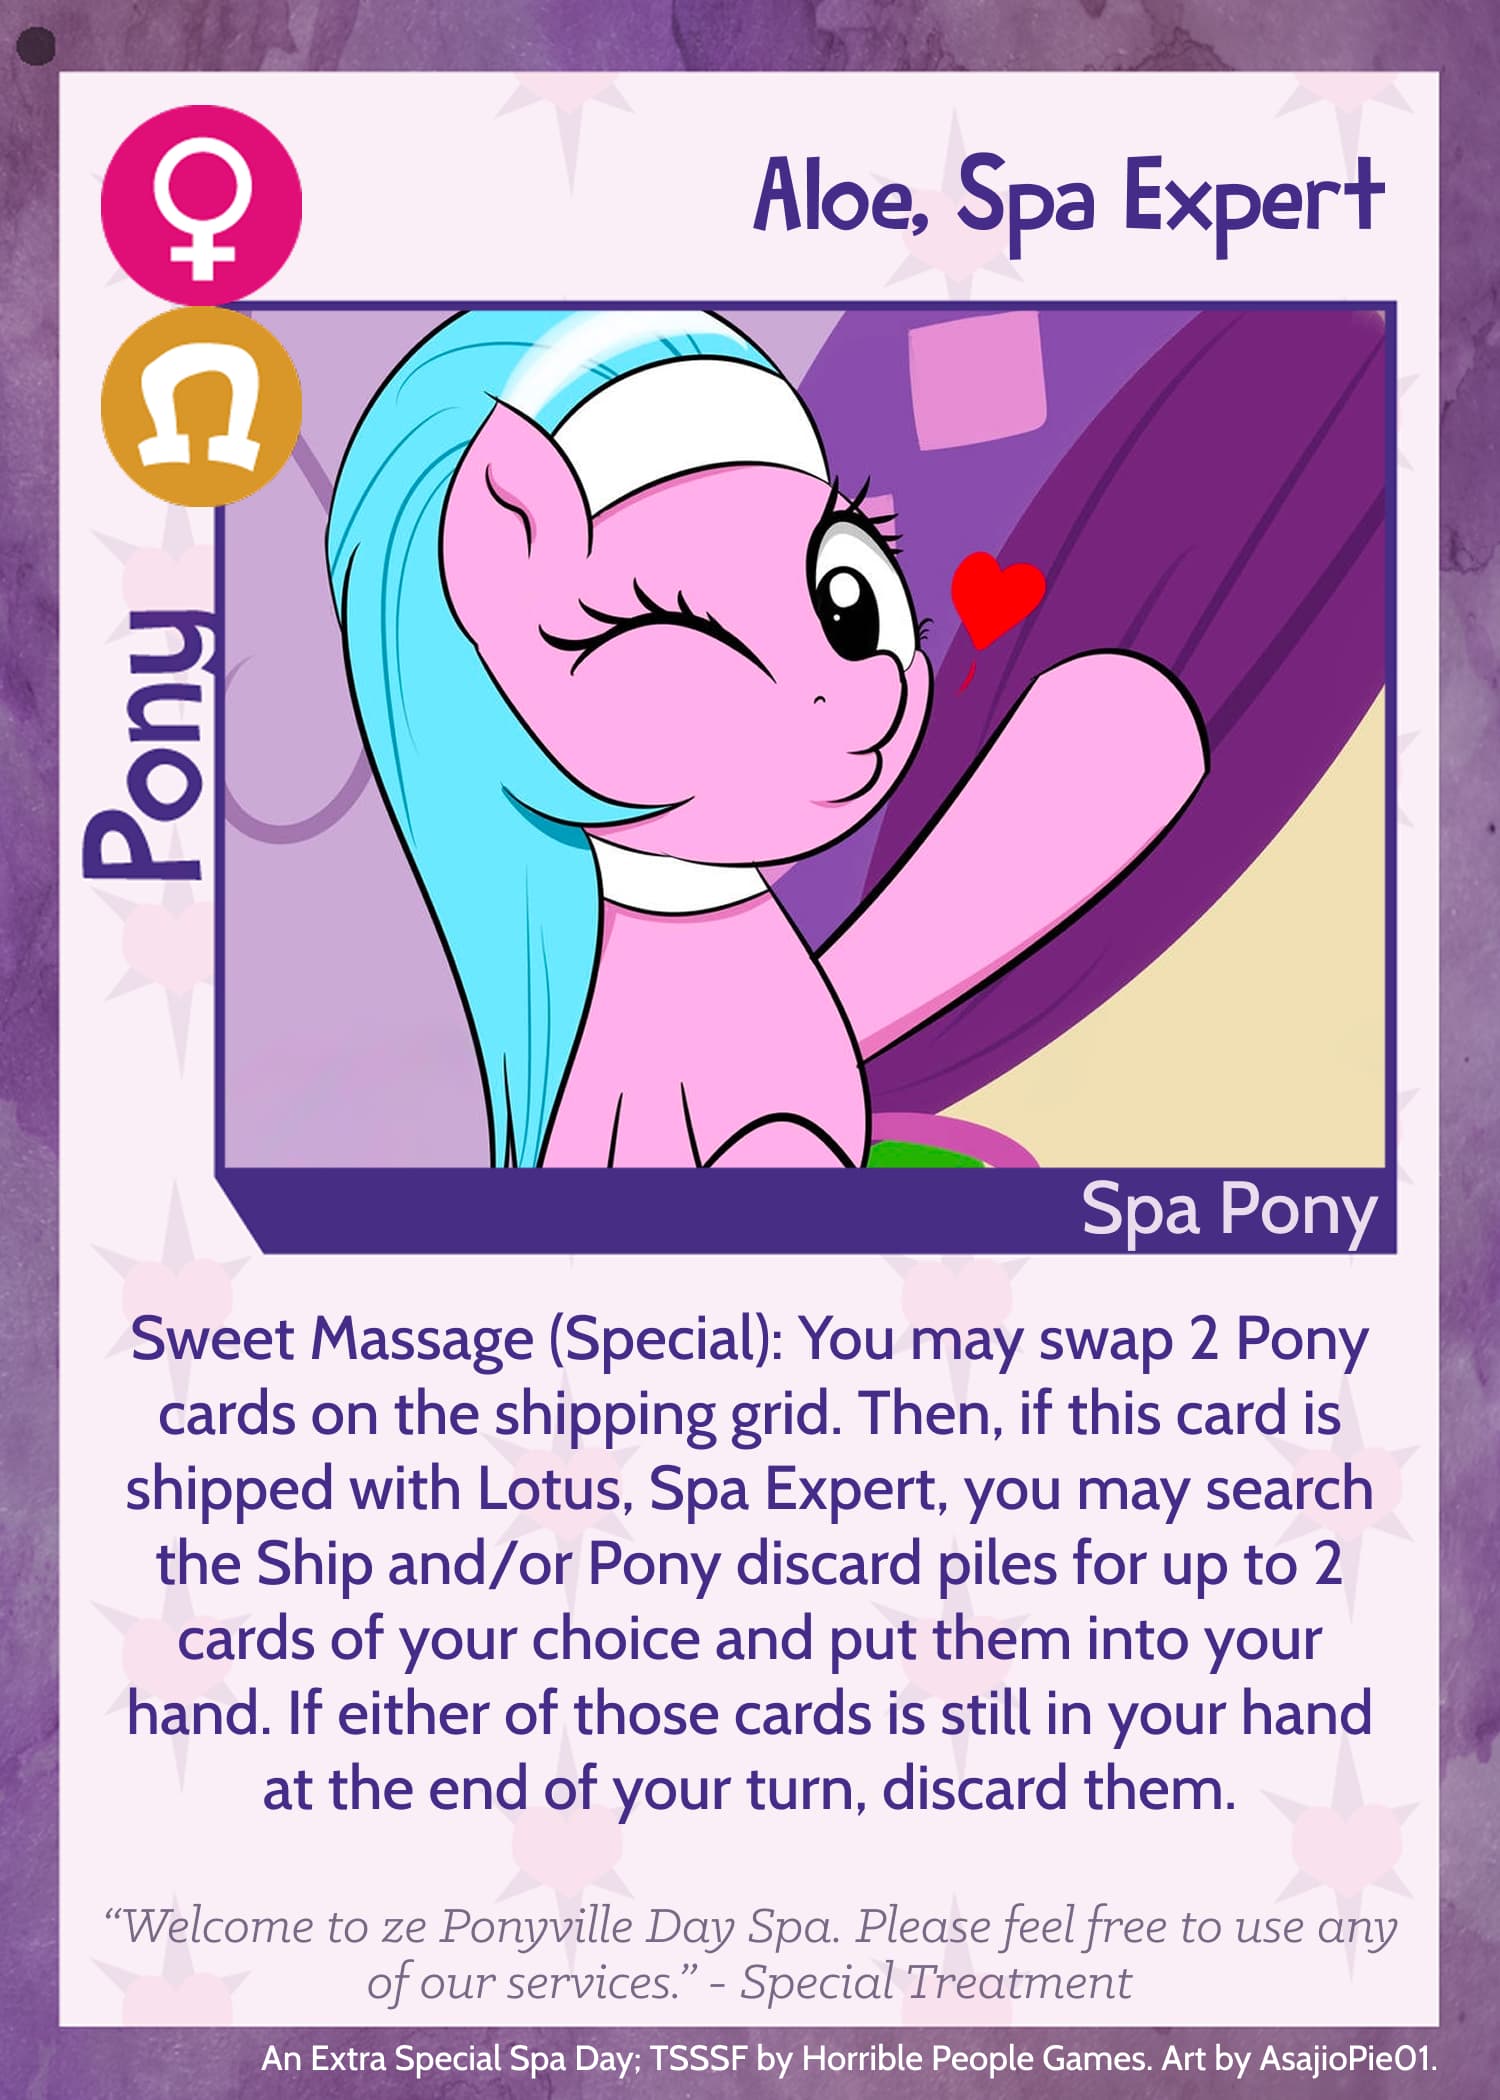 Aloe, Spa Expert
Pony
Spa Pony
Sweet Massage (Special): You may swap 2 Pony
cards on the shipping grid. Then, if this card is
shipped with Lotus, Spa Expert, you may search
the Ship and/or Pony discard piles for up to 2
cards of your choice and put them into your
hand. If either of those cards is still in your hand
at the end of your turn, discard them.
“Welcome to ze Ponyville Day Spa. Please feel free to use any
of our services.” - Special Treatment
An Extra Special Spa Day; TSSSF by Horrible People Games. Art by AsajioPie01.